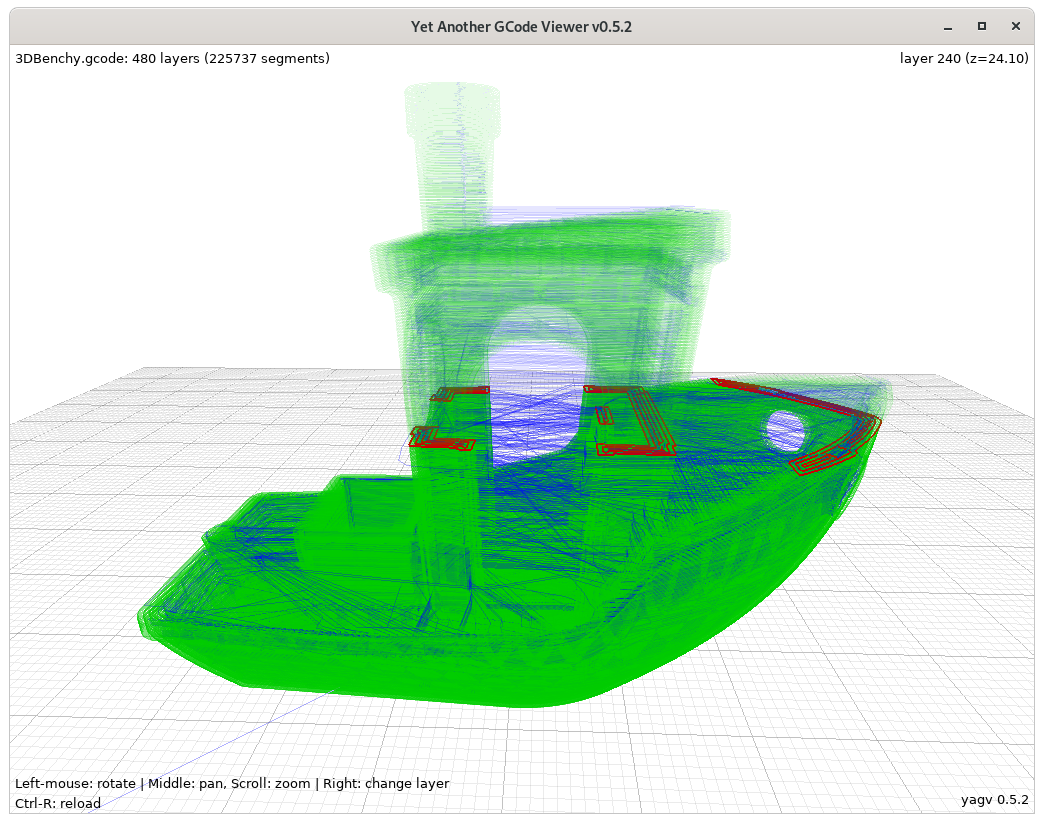 Yet Another GCode Viewer v0.5.2
3DBenchy.gcode: 480 layers (225737 segments)
layer 240 (z=24.10)
Left-mouse: rotate | Middle: pan, Scroll: zoom | Right: change layer
Ctrl-R: reload
yagv 0.5.2